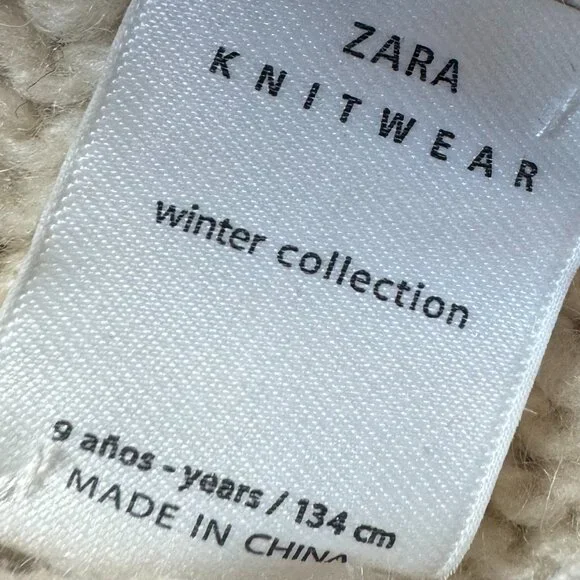 ZARA
KNITWEAR
winter collection
9 años - years / 134 cm
MADE IN CHINA